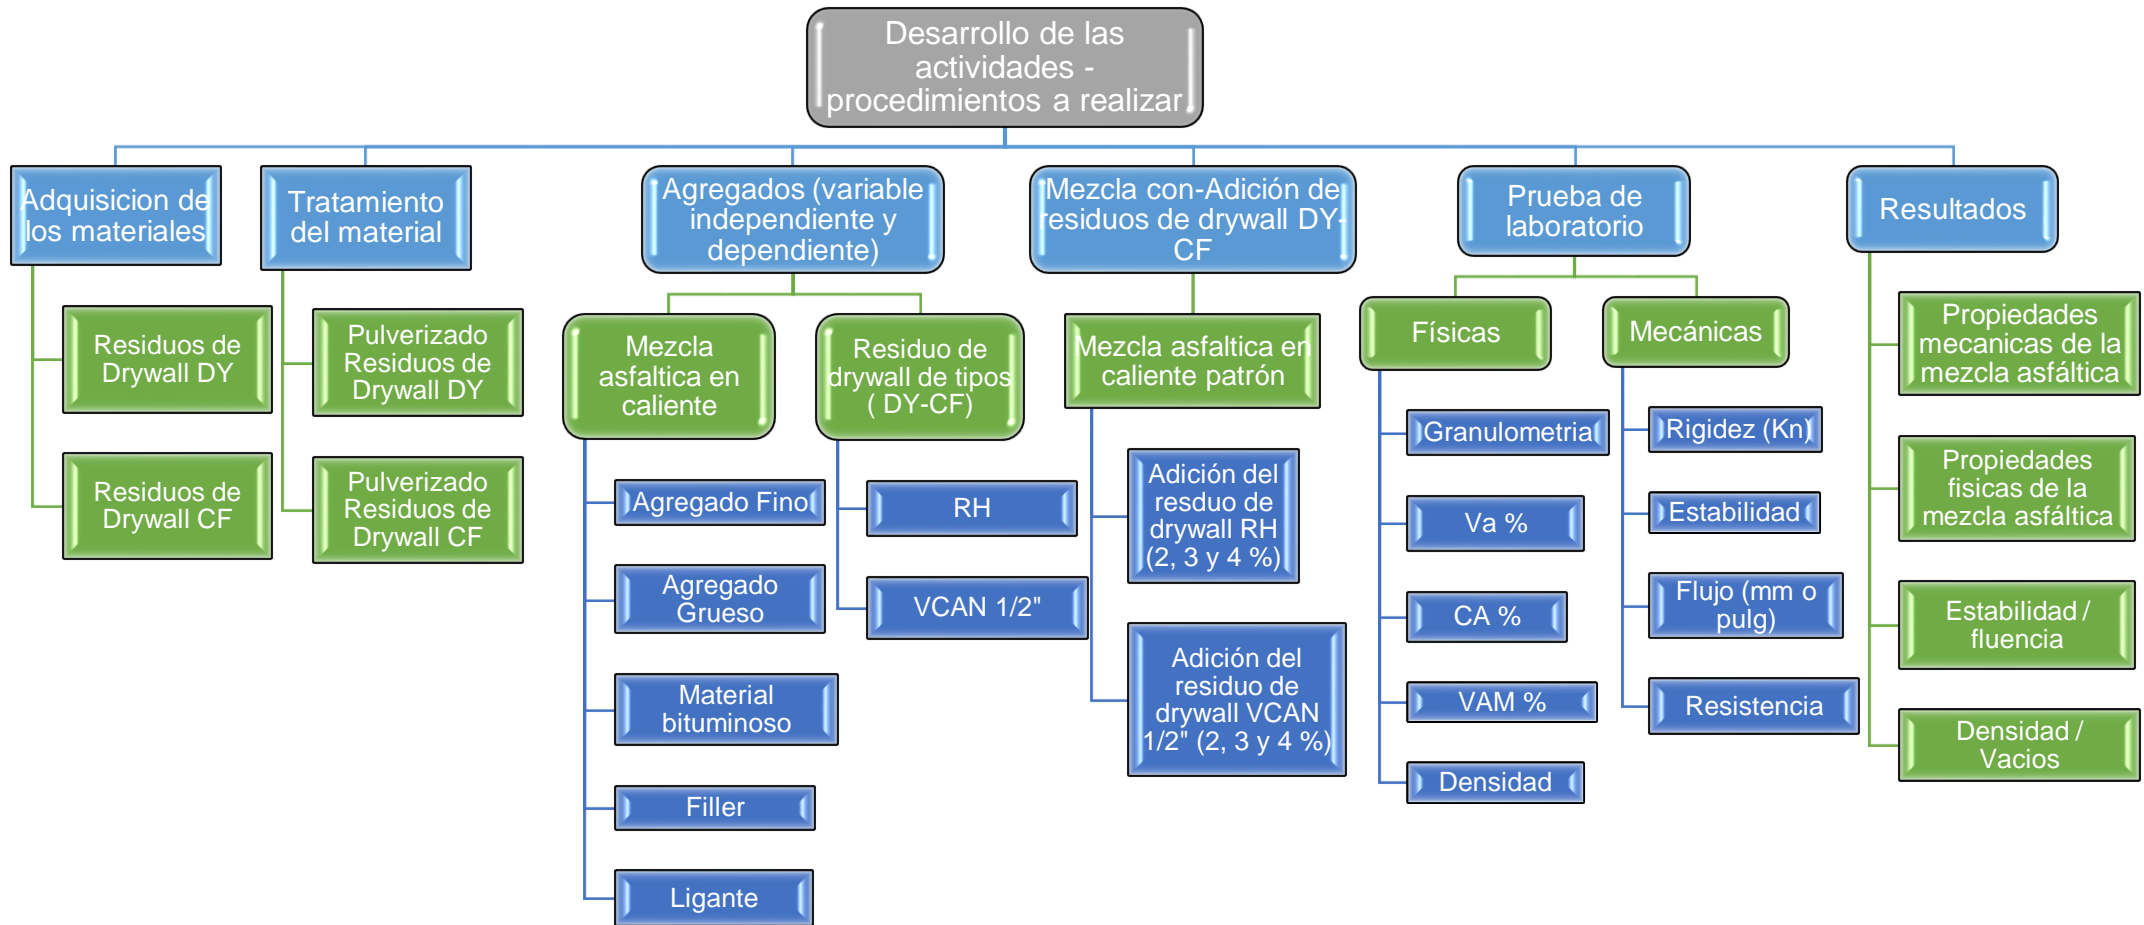 Desarrollo de las
actividades -
procedimientos a realizar
Adquisicion de
los materiales
Residuos de
Drywall DY
Residuos de
Drywall CF
Tratamiento
del material
Pulverizado
Residuos de
Drywall DY
Pulverizado
Residuos de
Drywall CF
Agregados (variable
independiente y
dependiente)
Mezcla
asfaltica en
caliente
Agregado Fino
Agregado
Grueso
Material
bituminoso
Filler
Ligante
Residuo de
drywall de tipos
( DY-CF)
RH
VCAN 1/2"
Mezcla con-Adición de
residuos de drywall DY-
CF
Mezcla asfaltica en
caliente patrón
Adición del
resduo de
drywall RH
(2, 3 y 4 %)
Adición del
residuo de
drywall VCAN
1/2" (2, 3 y 4 %)
Prueba de
laboratorio
Físicas
Granulometria
Va %
CA %
VAM %
Densidad
Mecánicas
Rigidez (Kn)
Estabilidad
Flujo (mm o
pulg)
Resistencia
Resultados
Propiedades
mecanicas de la
mezcla asfáltica
Propiedades
fisicas de la
mezcla asfáltica
Estabilidad /
fluencia
Densidad /
Vacios